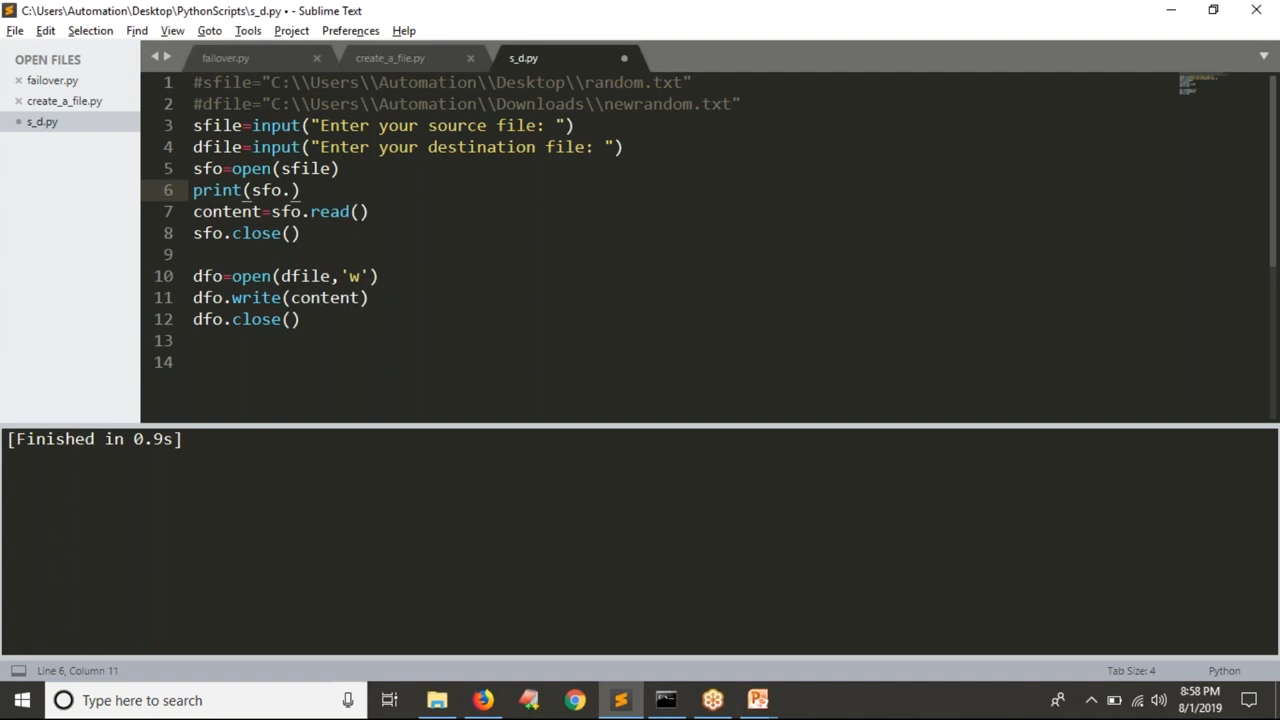 C:\Users\Automation\Desktop\PythonScripts\s_d.py • - Sublime Text
File Edit Selection Find View Goto Tools Project Preferences Help
OPEN FILES
failover.py
create_a_file.py
s_d.py
failover.py create_a_file.py s_d.py
1 #sfile="C:\\Users\\Automation\\Desktop\\random.txt"
2 #dfile="C:\\Users\\Automation\\Downloads\\newrandom.txt"
3 sfile=input("Enter your source file: ")
4 dfile=input("Enter your destination file: ")
5 sfo=open(sfile)
6 print(sfo.)
7 content=sfo.read()
8 sfo.close()
9
10 dfo=open(dfile,'w')
11 dfo.write(content)
12 dfo.close()
13
14
[Finished in 0.9s]
Line 6, Column 11 Tab Size: 4 Python
Type here to search
8:58 PM
8/1/2019